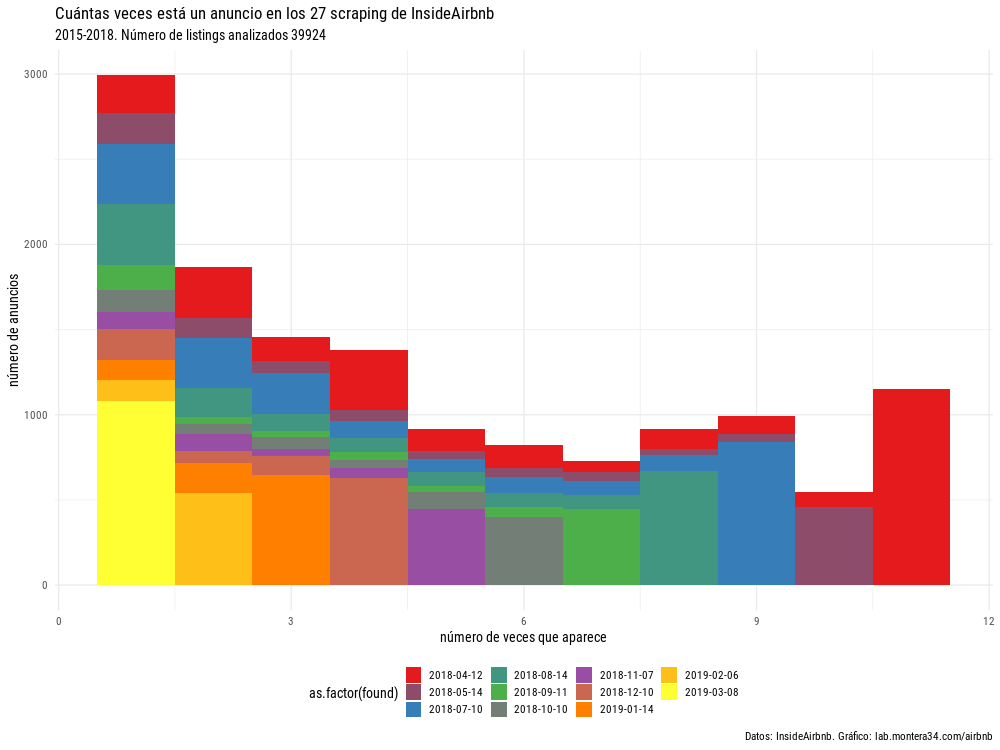 Cuántas veces está un anuncio en los 27 scraping de InsideAirbnb
2015-2018. Número de listings analizados 39924
número de anuncios
3000
2000
1000
0
0 3 6 9 12
número de veces que aparece
as.factor(found)
2018-04-12 2018-08-14 2018-11-07 2019-02-06
2018-05-14 2018-09-11 2018-12-10 2019-03-08
2018-07-10 2018-10-10 2019-01-14
Datos: InsideAirbnb. Gráfico: lab.montera34.com/airbnb